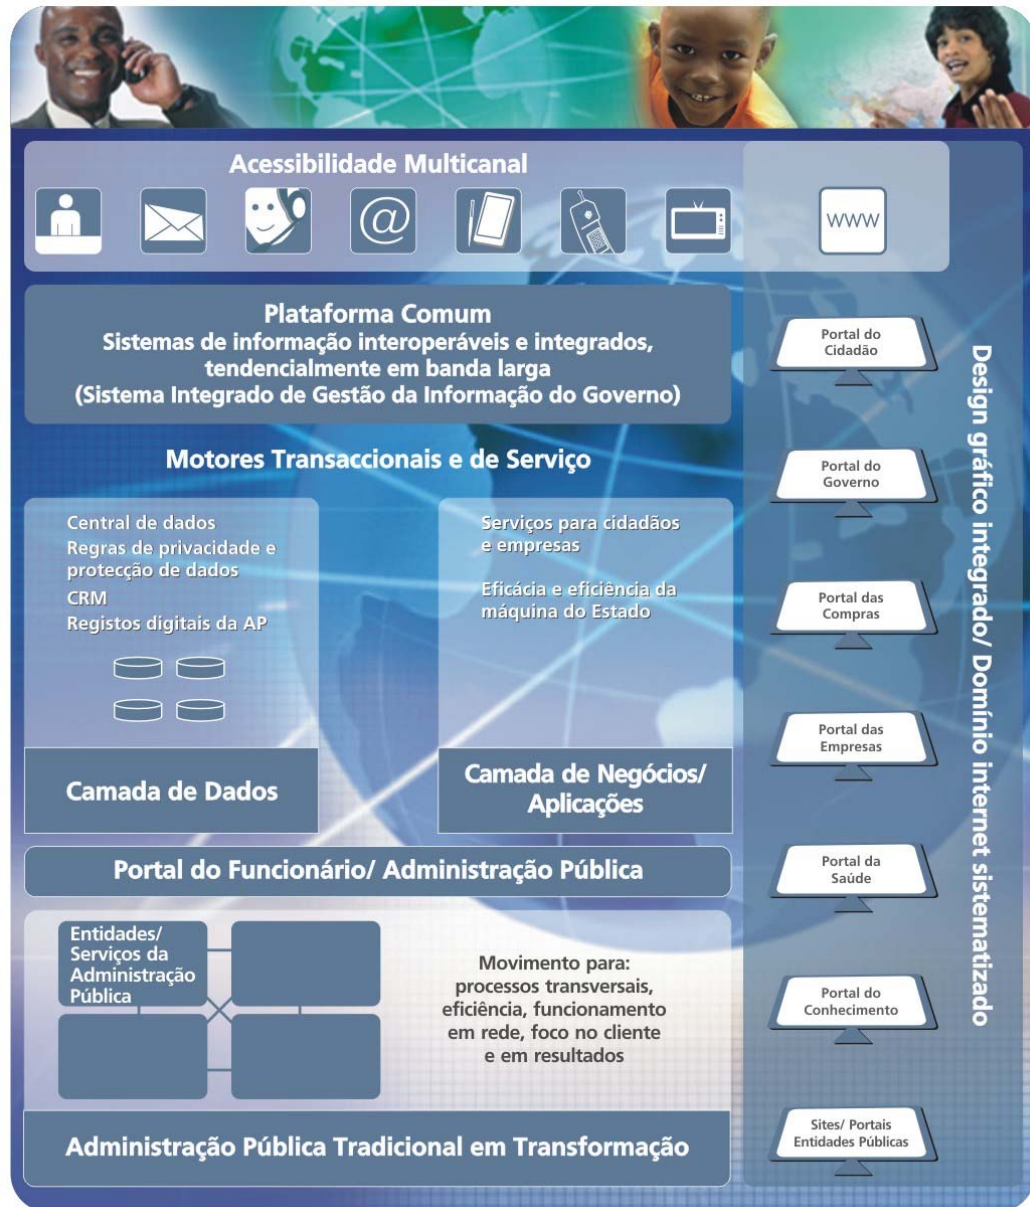 Acessibilidade Multicanal
@
WWW
Plataforma Comum
Sistemas de informação interoperáveis e integrados,
tendencialmente em banda larga
(Sistema Integrado de Gestão da Informação do Governo)
Motores Transaccionais e de Serviço
Central de dados
Regras de privacidade e
protecção de dados
CRM
Registos digitais da AP
Camada de Dados
Serviços para cidadãos
e empresas
Eficácia e eficiência da
máquina do Estado
Camada de Negócios/
Aplicações
Portal do Funcionário/ Administração Pública
Entidades/
Serviços da
Administração
Pública
Movimento para:
processos transversais,
eficiência, funcionamento
em rede, foco no cliente
e em resultados
Administração Pública Tradicional em Transformação
Portal do
Cidadão
Portal do
Governo
Portal das
Compras
Portal das
Empresas
Portal da
Saúde
Portal do
Conhecimento
Sites/ Portais
Entidades Públicas
Design gráfico integrado/ Domínio internet sistematizado